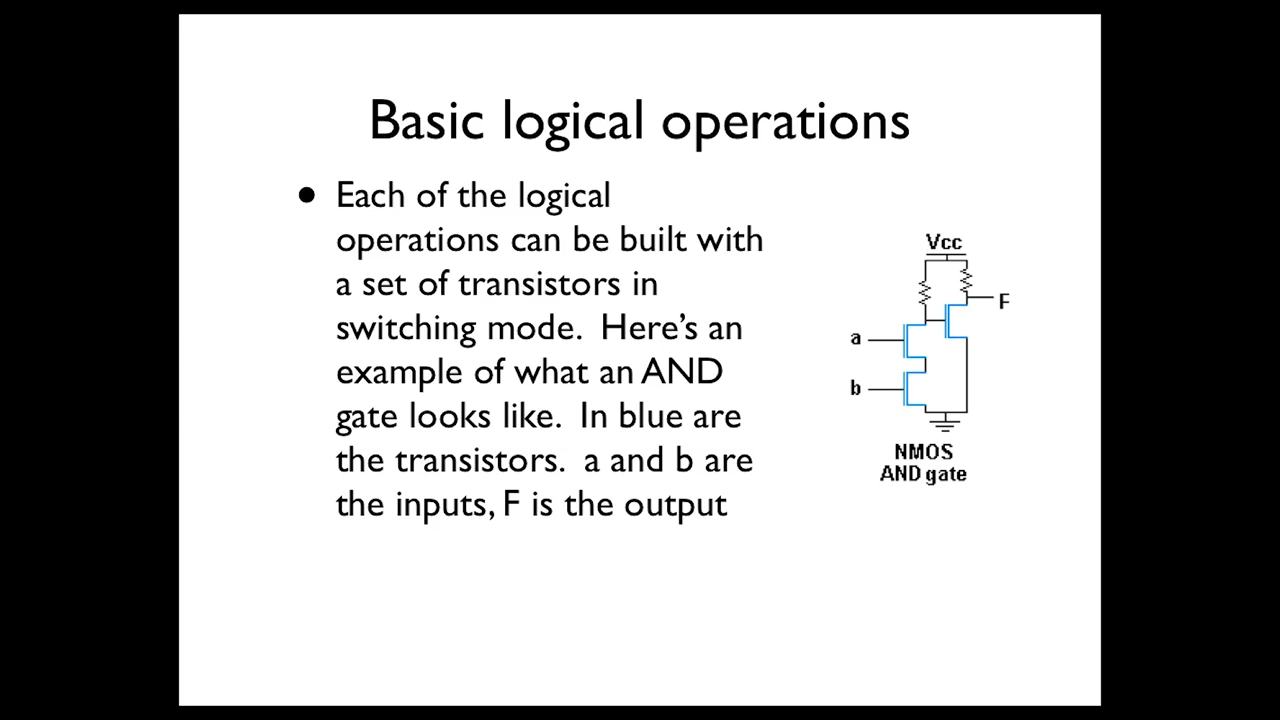 Basic logical operations
• Each of the logical
operations can be built with
a set of transistors in
switching mode.  Here’s an
example of what an AND
gate looks like.  In blue are
the transistors.  a and b are
the inputs, F is the output
Vcc
F
a
b
NMOS
AND gate